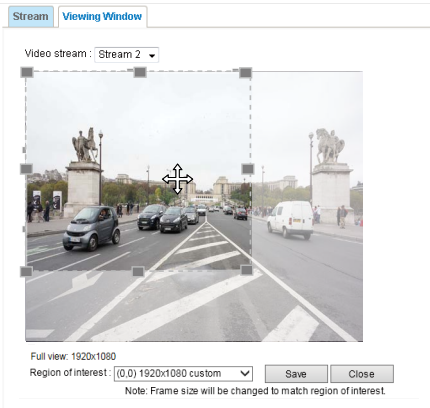 Stream Viewing Window
Video stream : Stream 2
Full view: 1920x1080
Region of interest : (0,0) 1920x1080 custom Save Close
Note: Frame size will be changed to match region of interest.